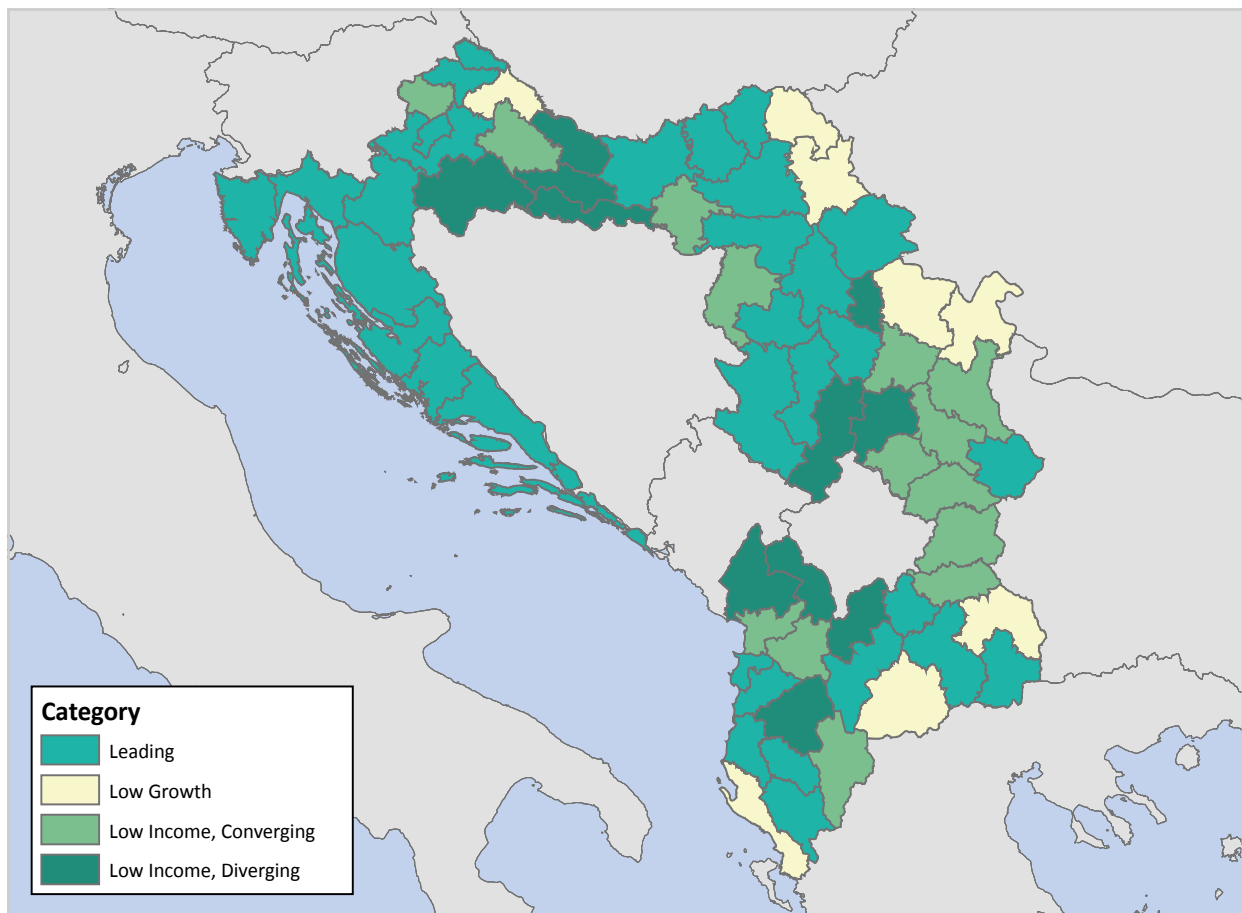 Category
Leading
Low Growth
Low Income, Converging
Low Income, Diverging